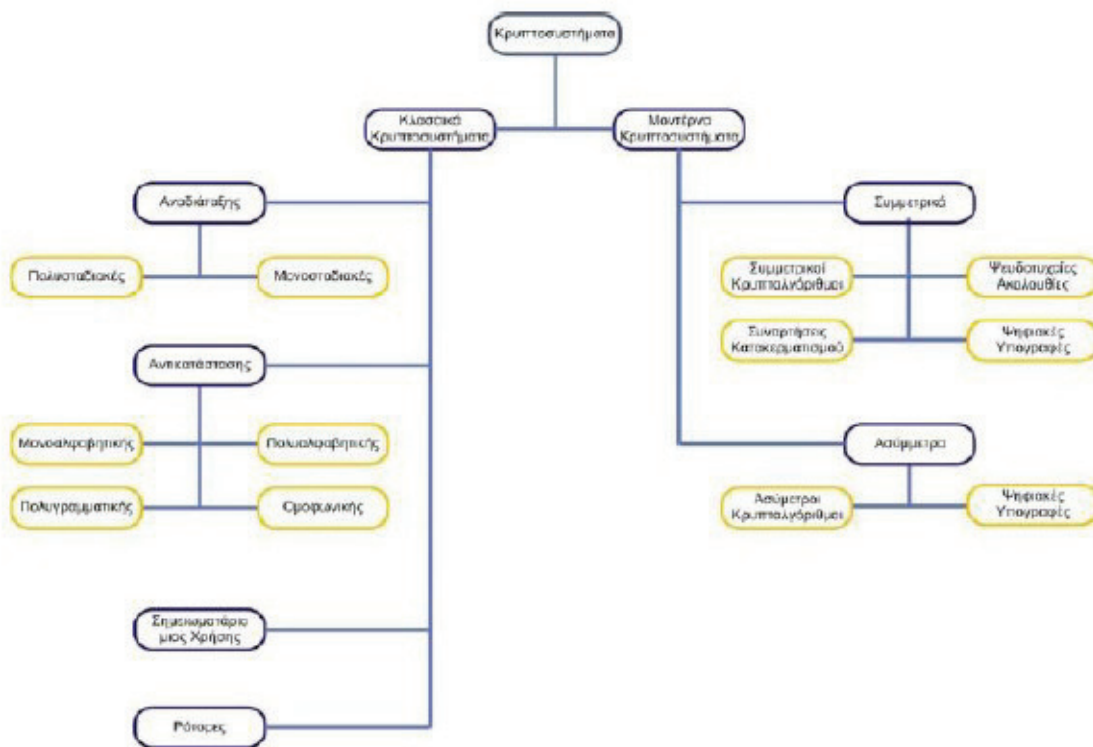 Κρυπτοσυστήματα
Κλασσικά
Κρυπτοσυστήματα
Μοντέρνα
Κρυπτοσυστήματα
Αναδιάταξης
Πολυσταδιακές
Μονοσταδιακές
Αντικατάστασης
Μονοαλφαβητικής
Πολυαλφαβητικής
Πολυγραμματικής
Ομοφωνικής
Σημειωματάριο
μιας Χρήσης
Ρότορες
Συμμετρικά
Συμμετρικοί
Κρυπταλγόριθμοι
Ψευδοτυχαίες
Ακολουθίες
Συναρτήσεις
Κατακερματισμού
Ψηφιακές
Υπογραφές
Ασύμμετρα
Ασύμετροι
Κρυπταλγόριθμοι
Ψηφιακές
Υπογραφές